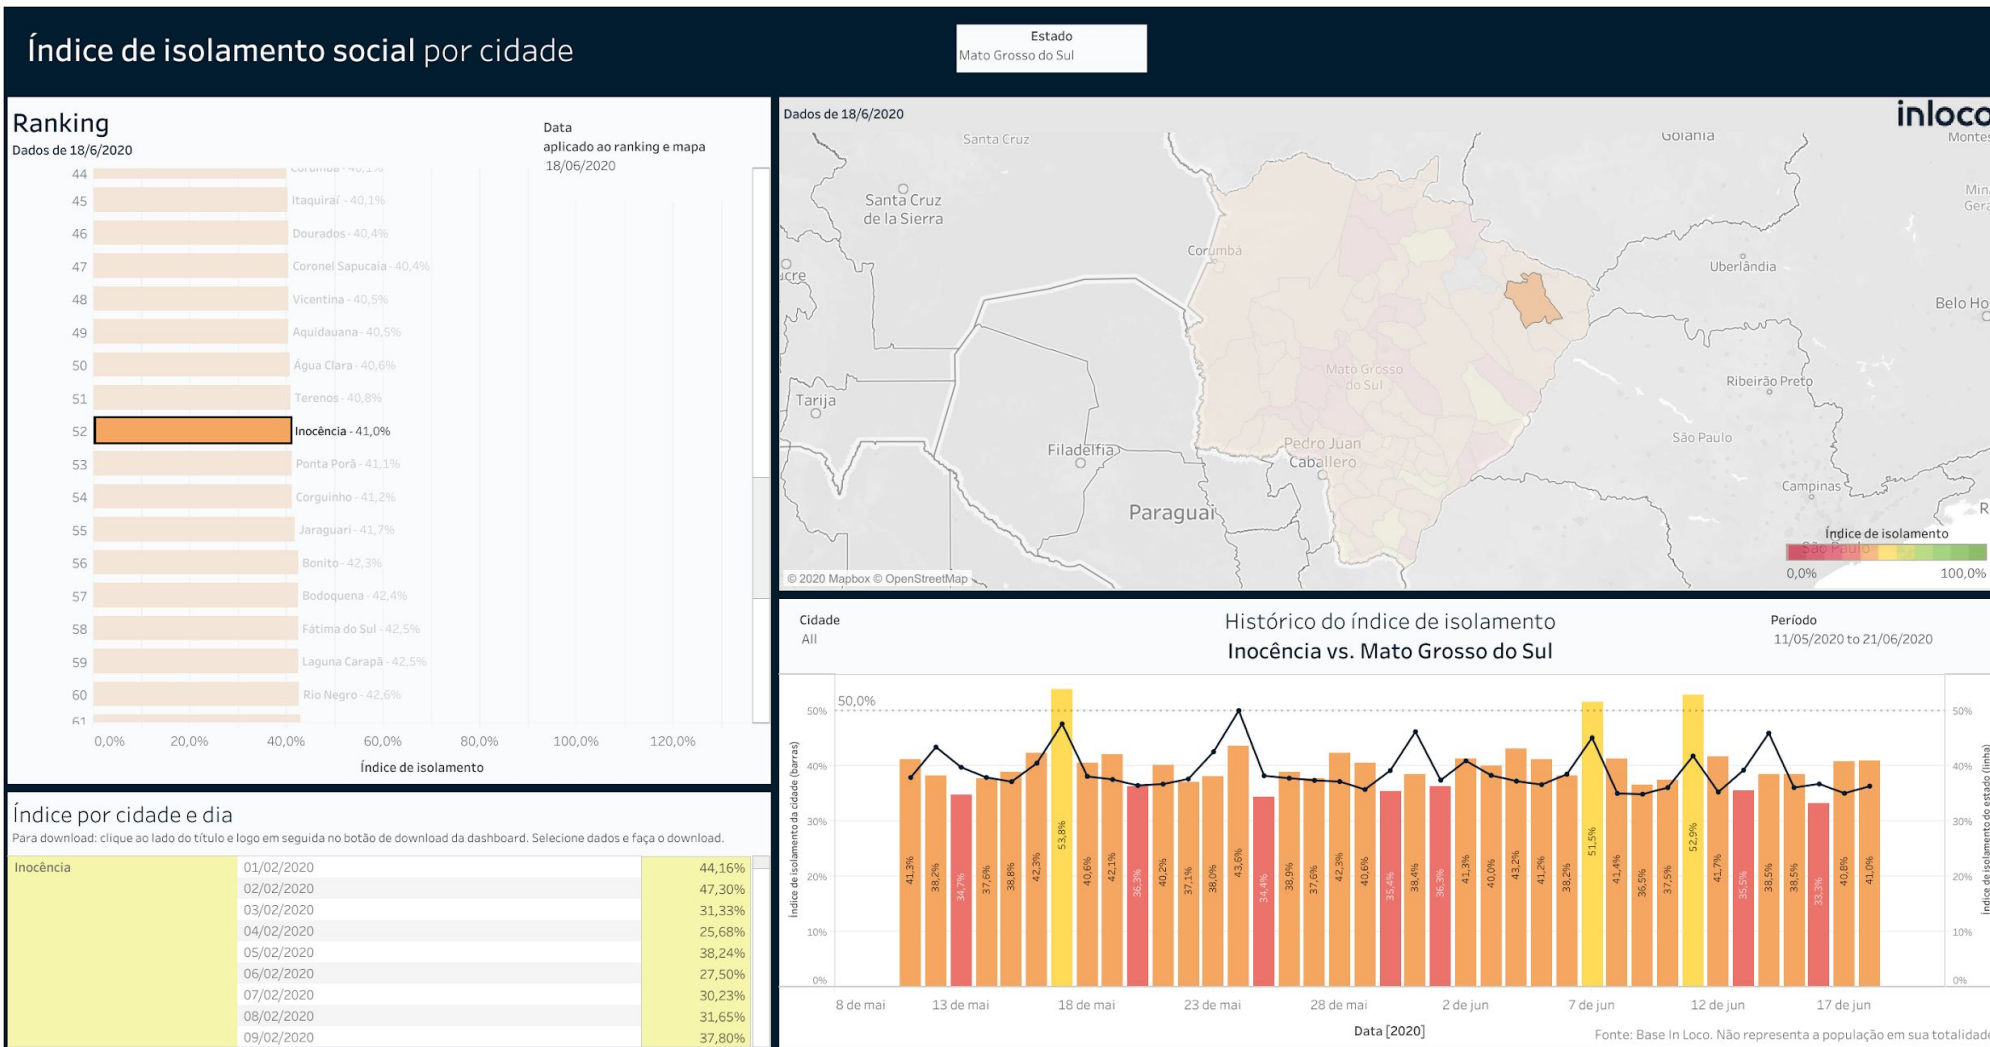 Índice de isolamento social por cidade
Estado
Mato Grosso do Sul
Ranking
Dados de 18/6/2020
Data
aplicado ao ranking e mapa
18/06/2020
44 Corumbá - 40,1%
45 Itaquiraí - 40,1%
46 Dourados - 40,4%
47 Coronel Sapucaia - 40,4%
48 Vicentina - 40,5%
49 Aquidauana - 40,5%
50 Água Clara - 40,6%
51 Terenos - 40,8%
52 Inocência - 41,0%
53 Ponta Porã - 41,1%
54 Corguinho - 41,2%
55 Jaraguari - 41,7%
56 Bonito - 42,3%
57 Bodoquena - 42,4%
58 Fátima do Sul - 42,5%
59 Laguna Carapã - 42,5%
60 Rio Negro - 42,6%
61
0,0% 20,0% 40,0% 60,0% 80,0% 100,0% 120,0%
Índice de isolamento
Índice por cidade e dia
Para download: clique ao lado do título e logo em seguida no botão de download da dashboard. Selecione dados e faça o download.
Inocência 01/02/2020 44,16%
02/02/2020 47,30%
03/02/2020 31,33%
04/02/2020 25,68%
05/02/2020 38,24%
06/02/2020 27,50%
07/02/2020 30,23%
08/02/2020 31,65%
09/02/2020 37,80%
Dados de 18/6/2020
inloco
Santa Cruz
Goiânia
Montes
Santa Cruz
de la Sierra
Min
Gera
Corumbá
ucre
Uberlândia
Belo Ho
Mato Grosso
do Sul
Ribeirão Preto
Tarija
Filadélfia
Pedro Juan
Caballero
São Paulo
Campinas
Paraguai
R
Índice de isolamento
São Paulo
0,0% 100,0%
© 2020 Mapbox © OpenStreetMap
Cidade
All
Histórico do índice de isolamento
Inocência vs. Mato Grosso do Sul
Período
11/05/2020 to 21/06/2020
Índice de isolamento da cidade (barras)
50% 40% 30% 20% 10% 0%
50,0%
41,3% 38,2% 34,7% 37,6% 38,8% 42,3% 53,8% 40,6% 42,1% 36,3% 40,2% 37,1% 38,0% 43,6% 34,4% 38,9% 37,6% 42,3% 40,6% 35,4% 38,4% 36,3% 41,3% 40,0% 43,2% 41,2% 38,2% 51,5% 41,4% 36,5% 37,5% 52,9% 41,7% 35,5% 38,5% 38,5% 33,3% 40,8% 41,0%
50% 40% 30% 20% 10% 0%
Índice de isolamento do estado (linha)
8 de mai 13 de mai 18 de mai 23 de mai 28 de mai 2 de jun 7 de jun 12 de jun 17 de jun
Data [2020]
Fonte: Base In Loco. Não representa a população em sua totalidade